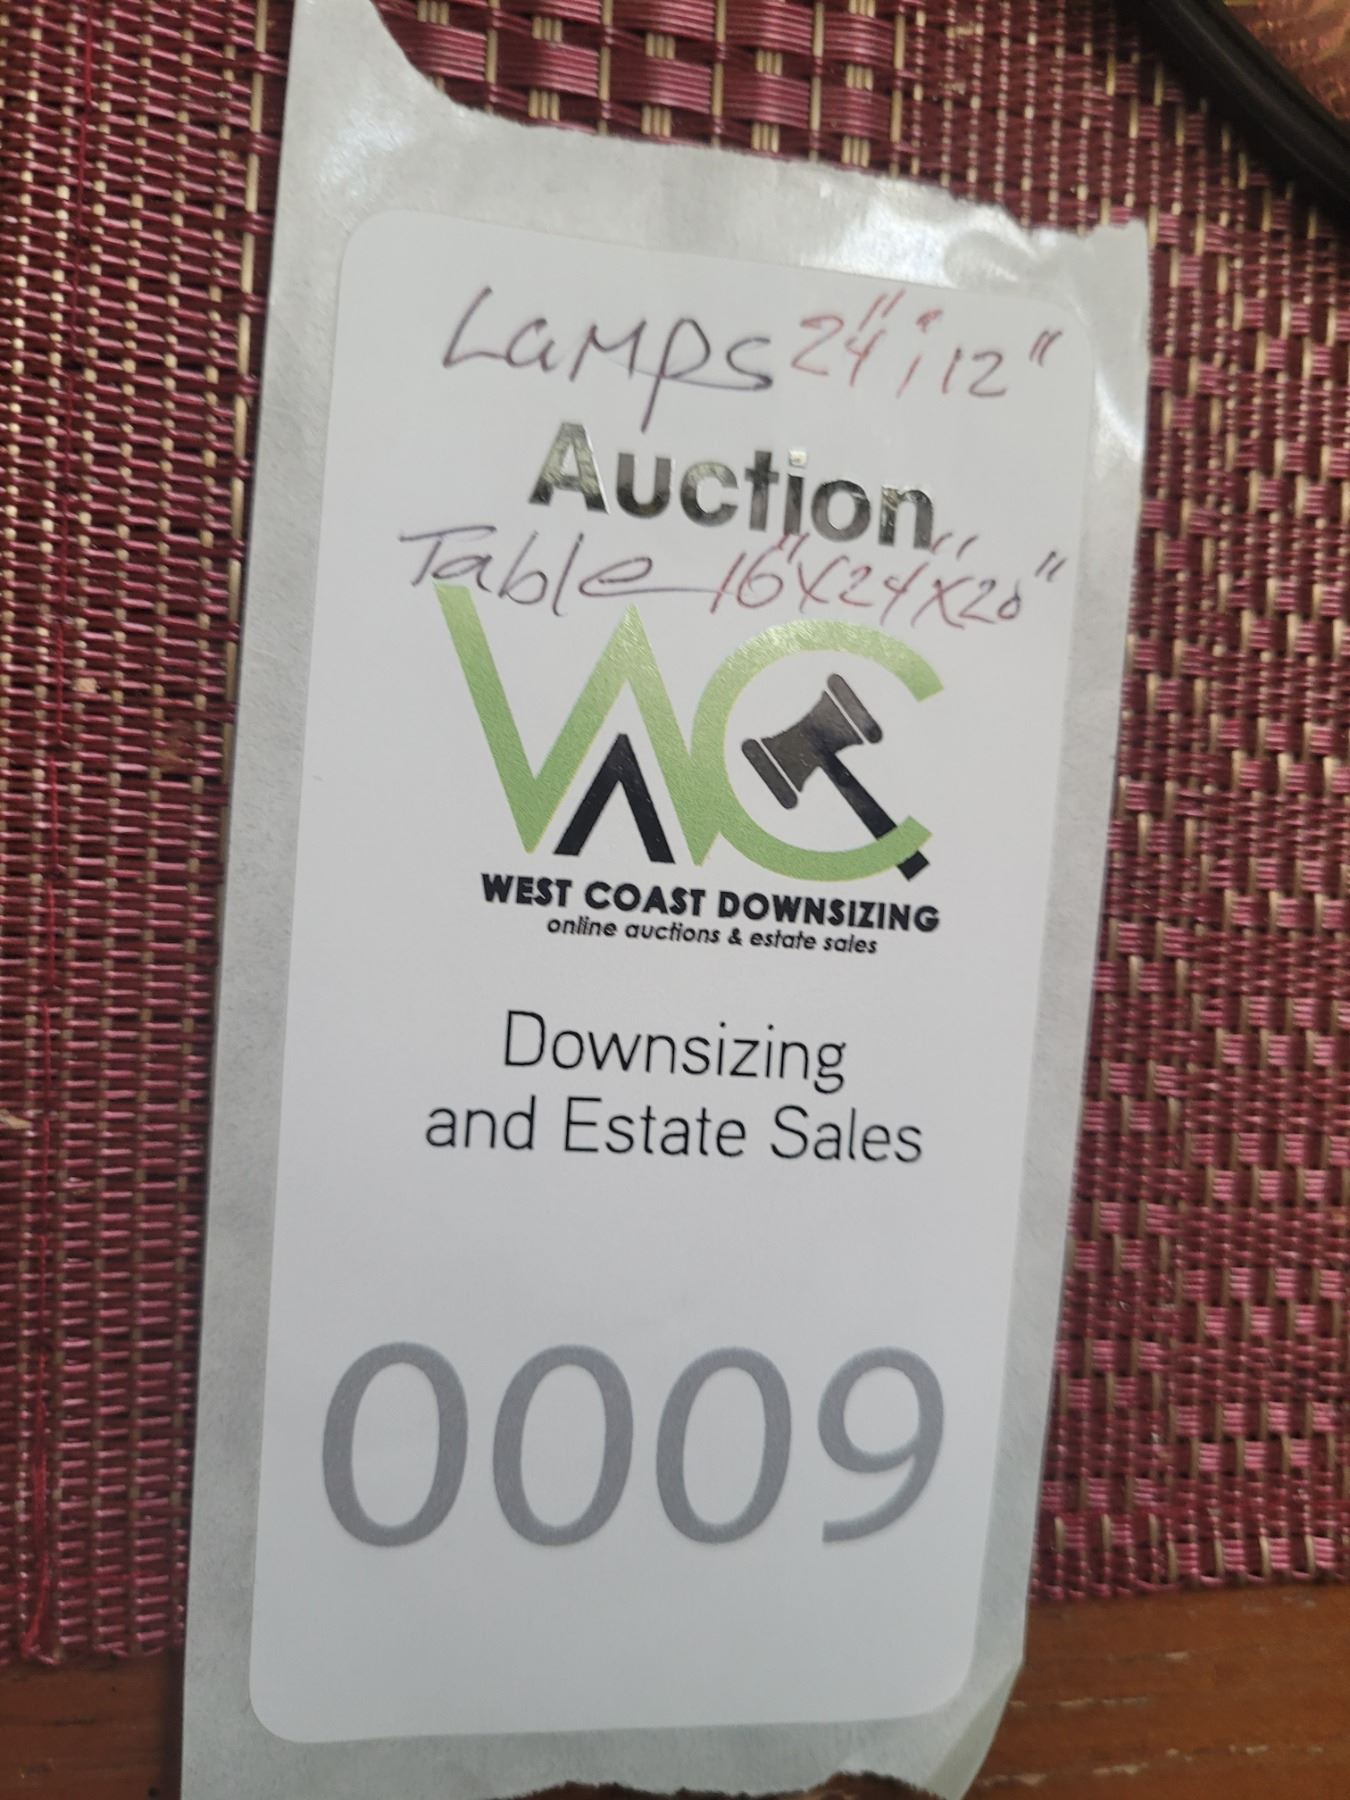 Lamps 24"; 12"
Auction
Table 16"x24"x20"
WEST COAST DOWNSIZING
online auctions & estate sales
Downsizing
and Estate Sales
0009